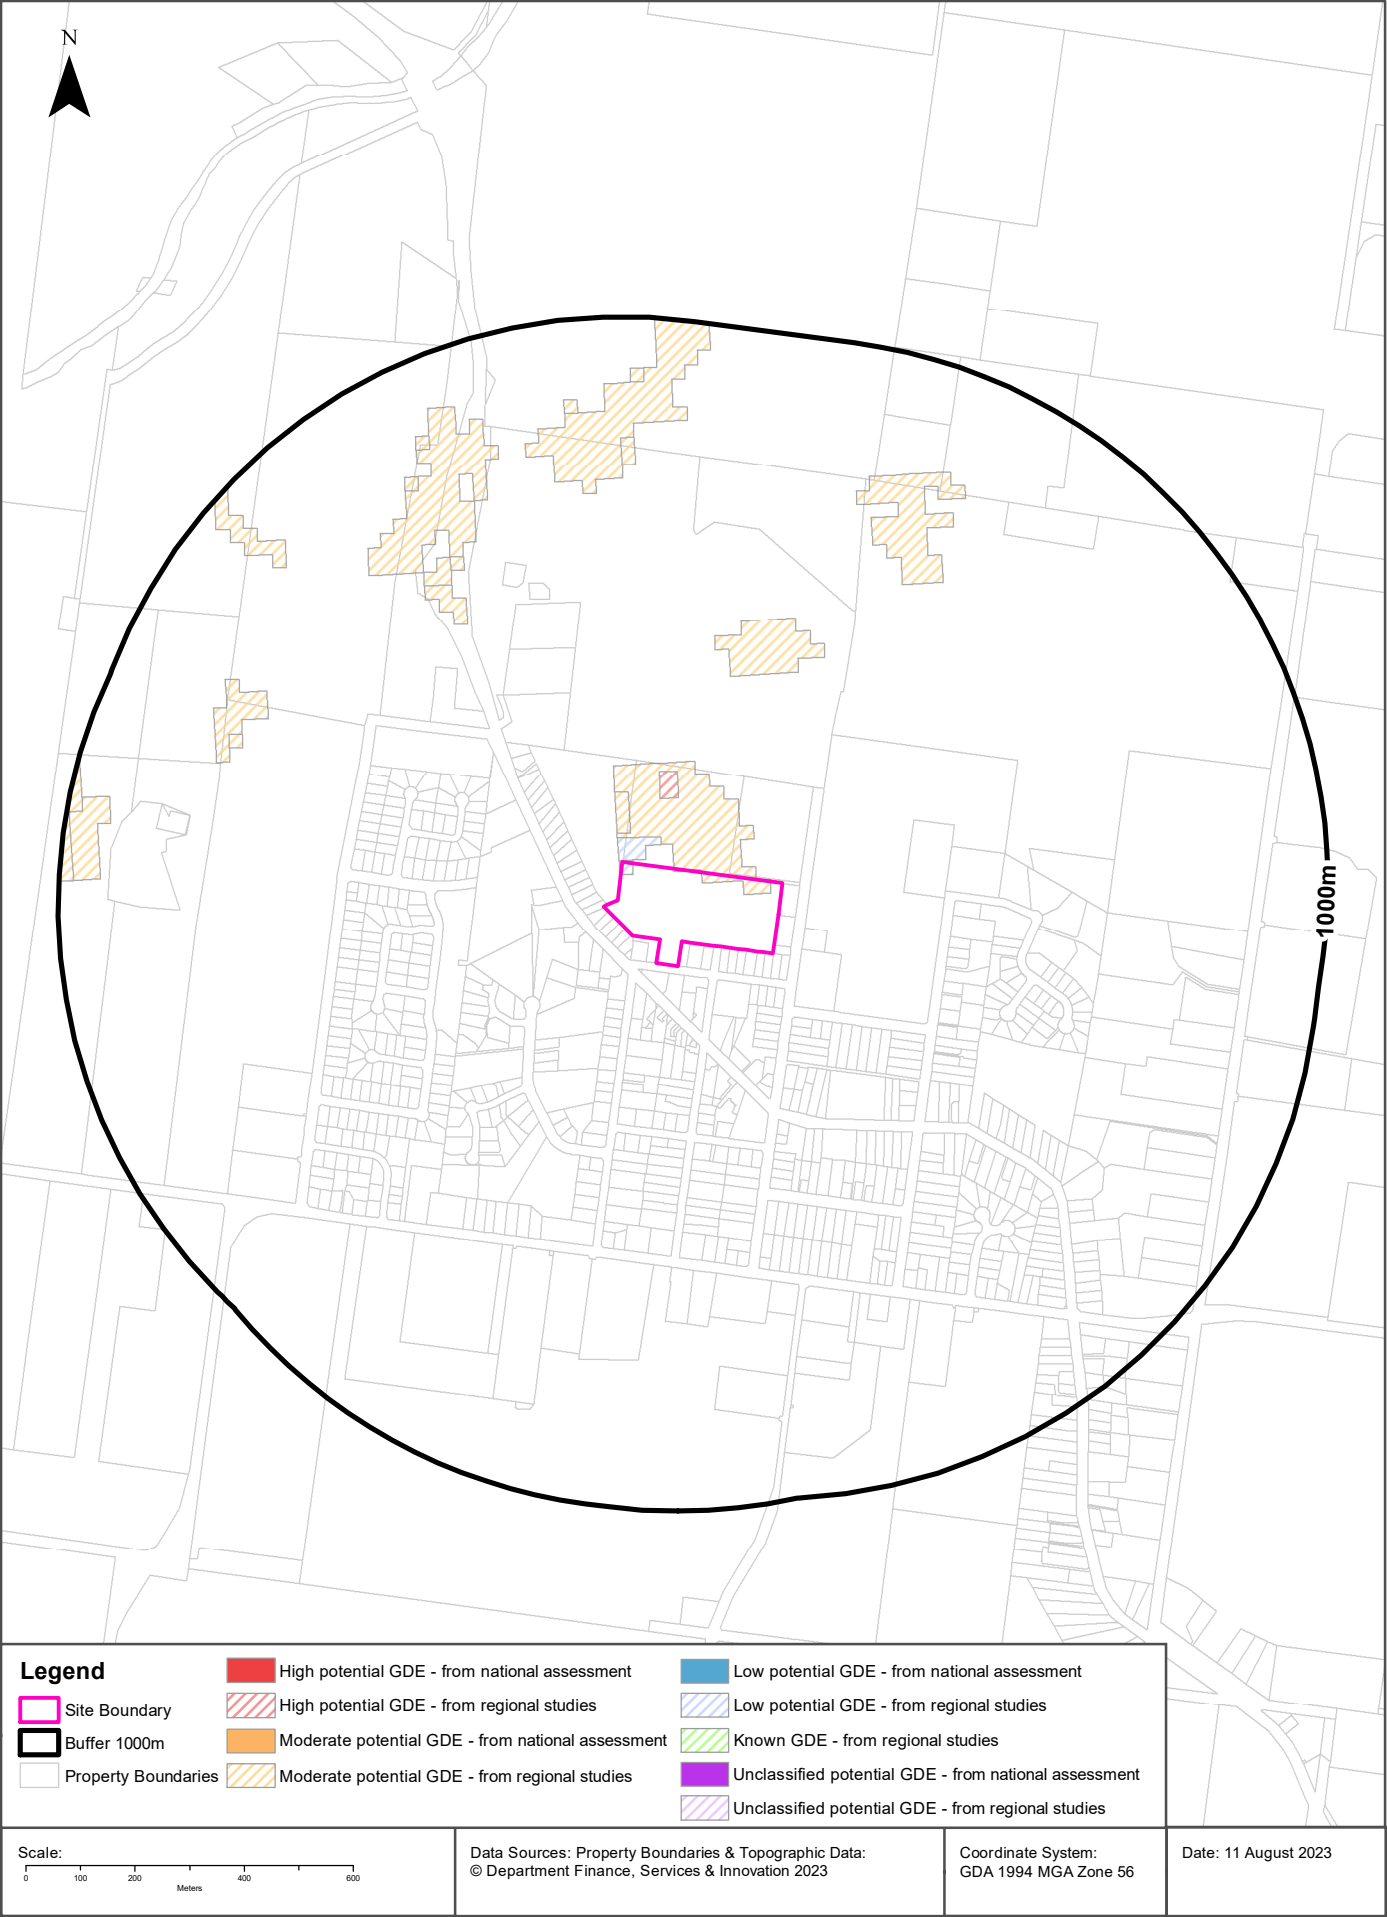 N
1000m
Legend
Site Boundary
Buffer 1000m
Property Boundaries
High potential GDE - from national assessment
High potential GDE - from regional studies
Moderate potential GDE - from national assessment
Moderate potential GDE - from regional studies
Low potential GDE - from national assessment
Low potential GDE - from regional studies
Known GDE - from regional studies
Unclassified potential GDE - from national assessment
Unclassified potential GDE - from regional studies
Scale:
0 100 200 400 600
Meters
Data Sources: Property Boundaries & Topographic Data:
© Department Finance, Services & Innovation 2023
Coordinate System:
GDA 1994 MGA Zone 56
Date: 11 August 2023